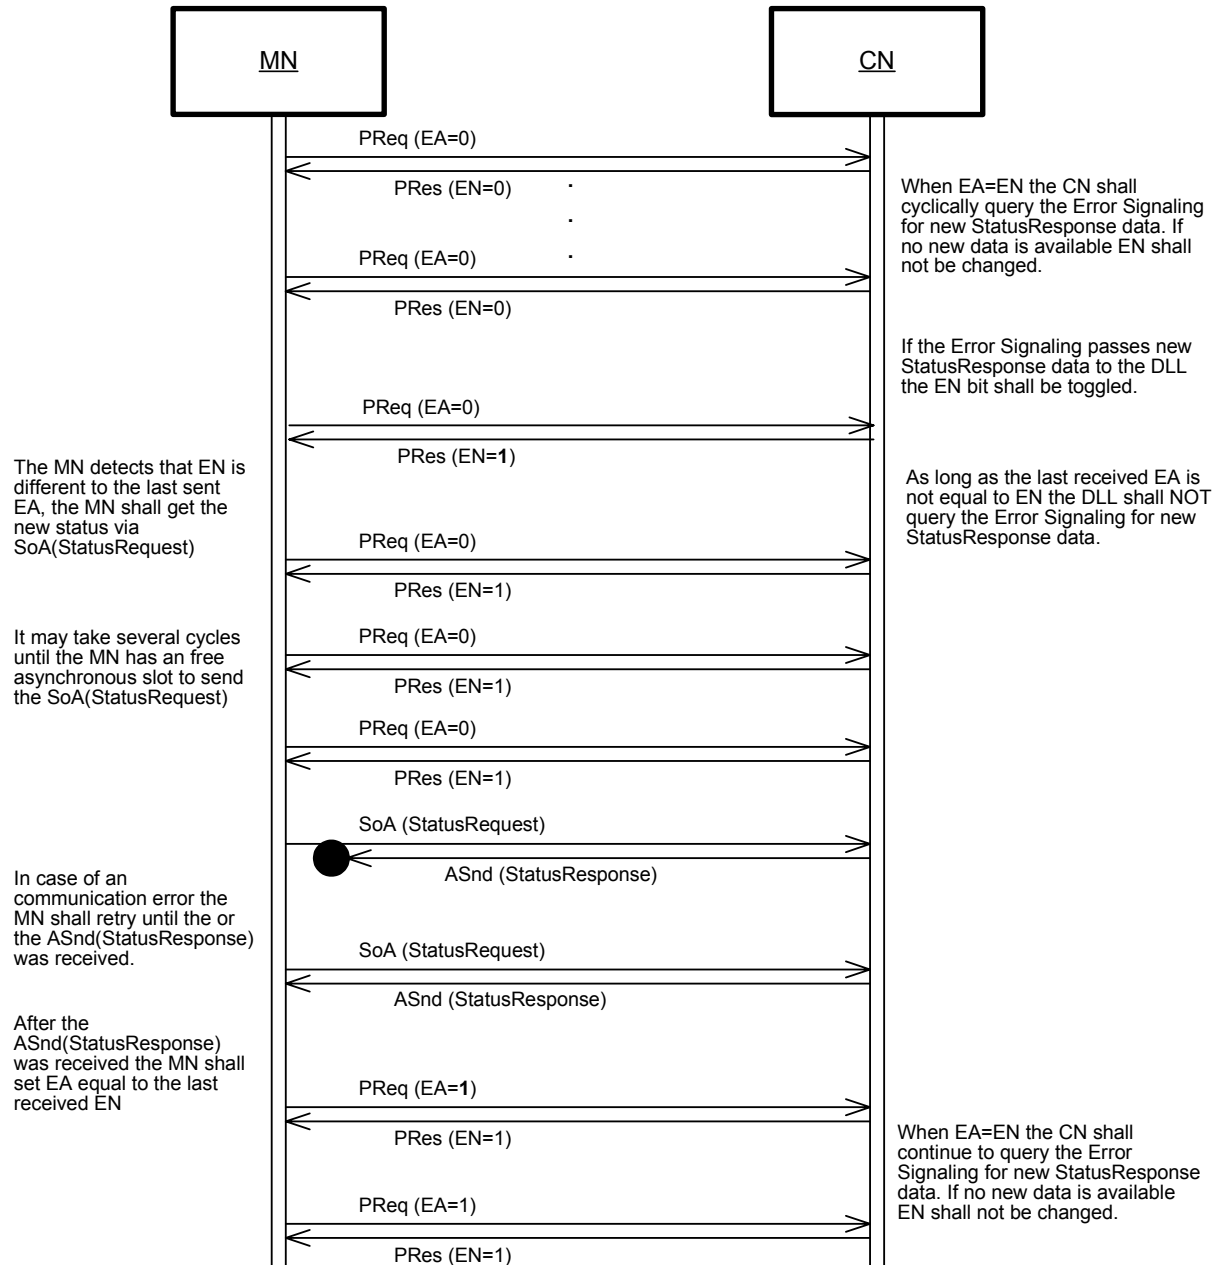 MN
CN
PReq (EA=0)
PRes (EN=0)
When EA=EN the CN shall
cyclically query the Error Signaling
for new StatusResponse data. If
no new data is available EN shall
not be changed.
PReq (EA=0)
PRes (EN=0)
If the Error Signaling passes new
StatusResponse data to the DLL
the EN bit shall be toggled.
PReq (EA=0)
PRes (EN=1)
The MN detects that EN is
different to the last sent
EA, the MN shall get the
new status via
SoA(StatusRequest)
As long as the last received EA is
not equal to EN the DLL shall NOT
query the Error Signaling for new
StatusResponse data.
PReq (EA=0)
PRes (EN=1)
It may take several cycles
until the MN has an free
asynchronous slot to send
the SoA(StatusRequest)
PReq (EA=0)
PRes (EN=1)
PReq (EA=0)
PRes (EN=1)
SoA (StatusRequest)
ASnd (StatusResponse)
In case of an
communication error the
MN shall retry until the or
the ASnd(StatusResponse)
was received.
SoA (StatusRequest)
ASnd (StatusResponse)
After the
ASnd(StatusResponse)
was received the MN shall
set EA equal to the last
received EN
PReq (EA=1)
PRes (EN=1)
When EA=EN the CN shall
continue to query the Error
Signaling for new StatusResponse
data. If no new data is available
EN shall not be changed.
PReq (EA=1)
PRes (EN=1)